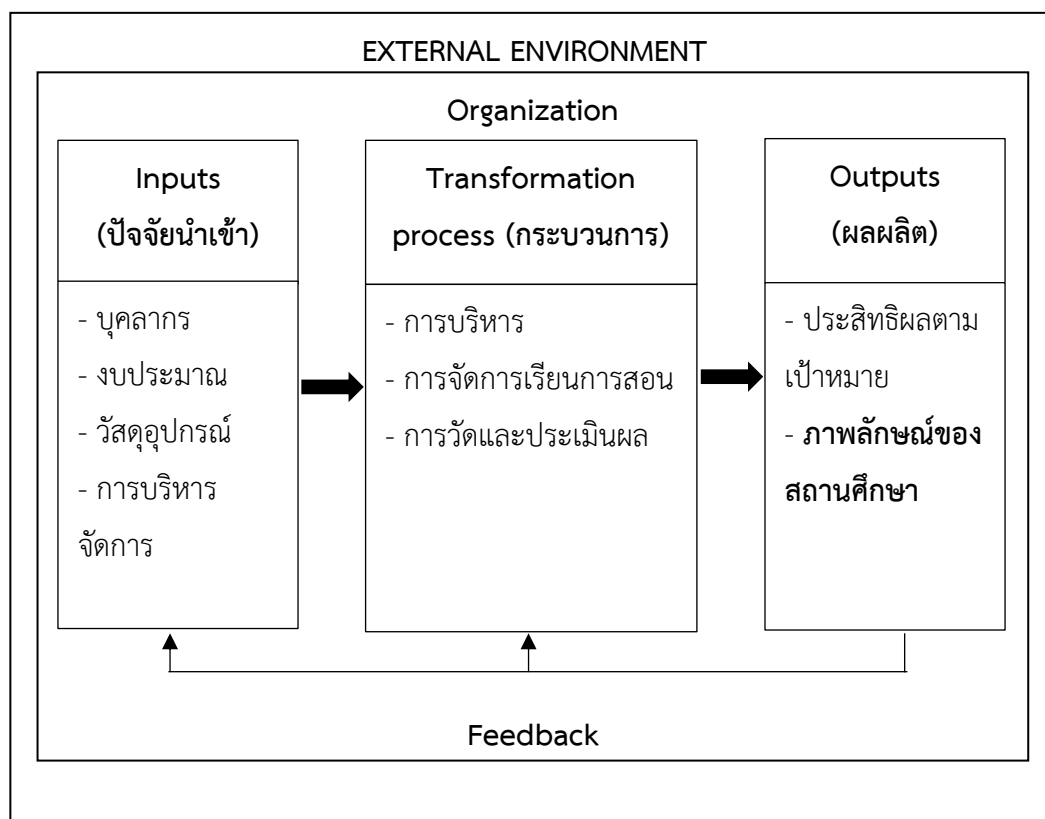 EXTERNAL ENVIRONMENT
Organization
Inputs
(ปัจจัยนำเข้า)
- บุคลากร
- งบประมาณ
- วัสดุอุปกรณ์
- การบริหาร
จัดการ
Transformation
process (กระบวนการ)
- การบริหาร
- การจัดการเรียนการสอน
- การวัดและประเมินผล
Outputs
(ผลผลิต)
- ประสิทธิผลตาม
เป้าหมาย
- ภาพลักษณ์ของ
สถานศึกษา
Feedback